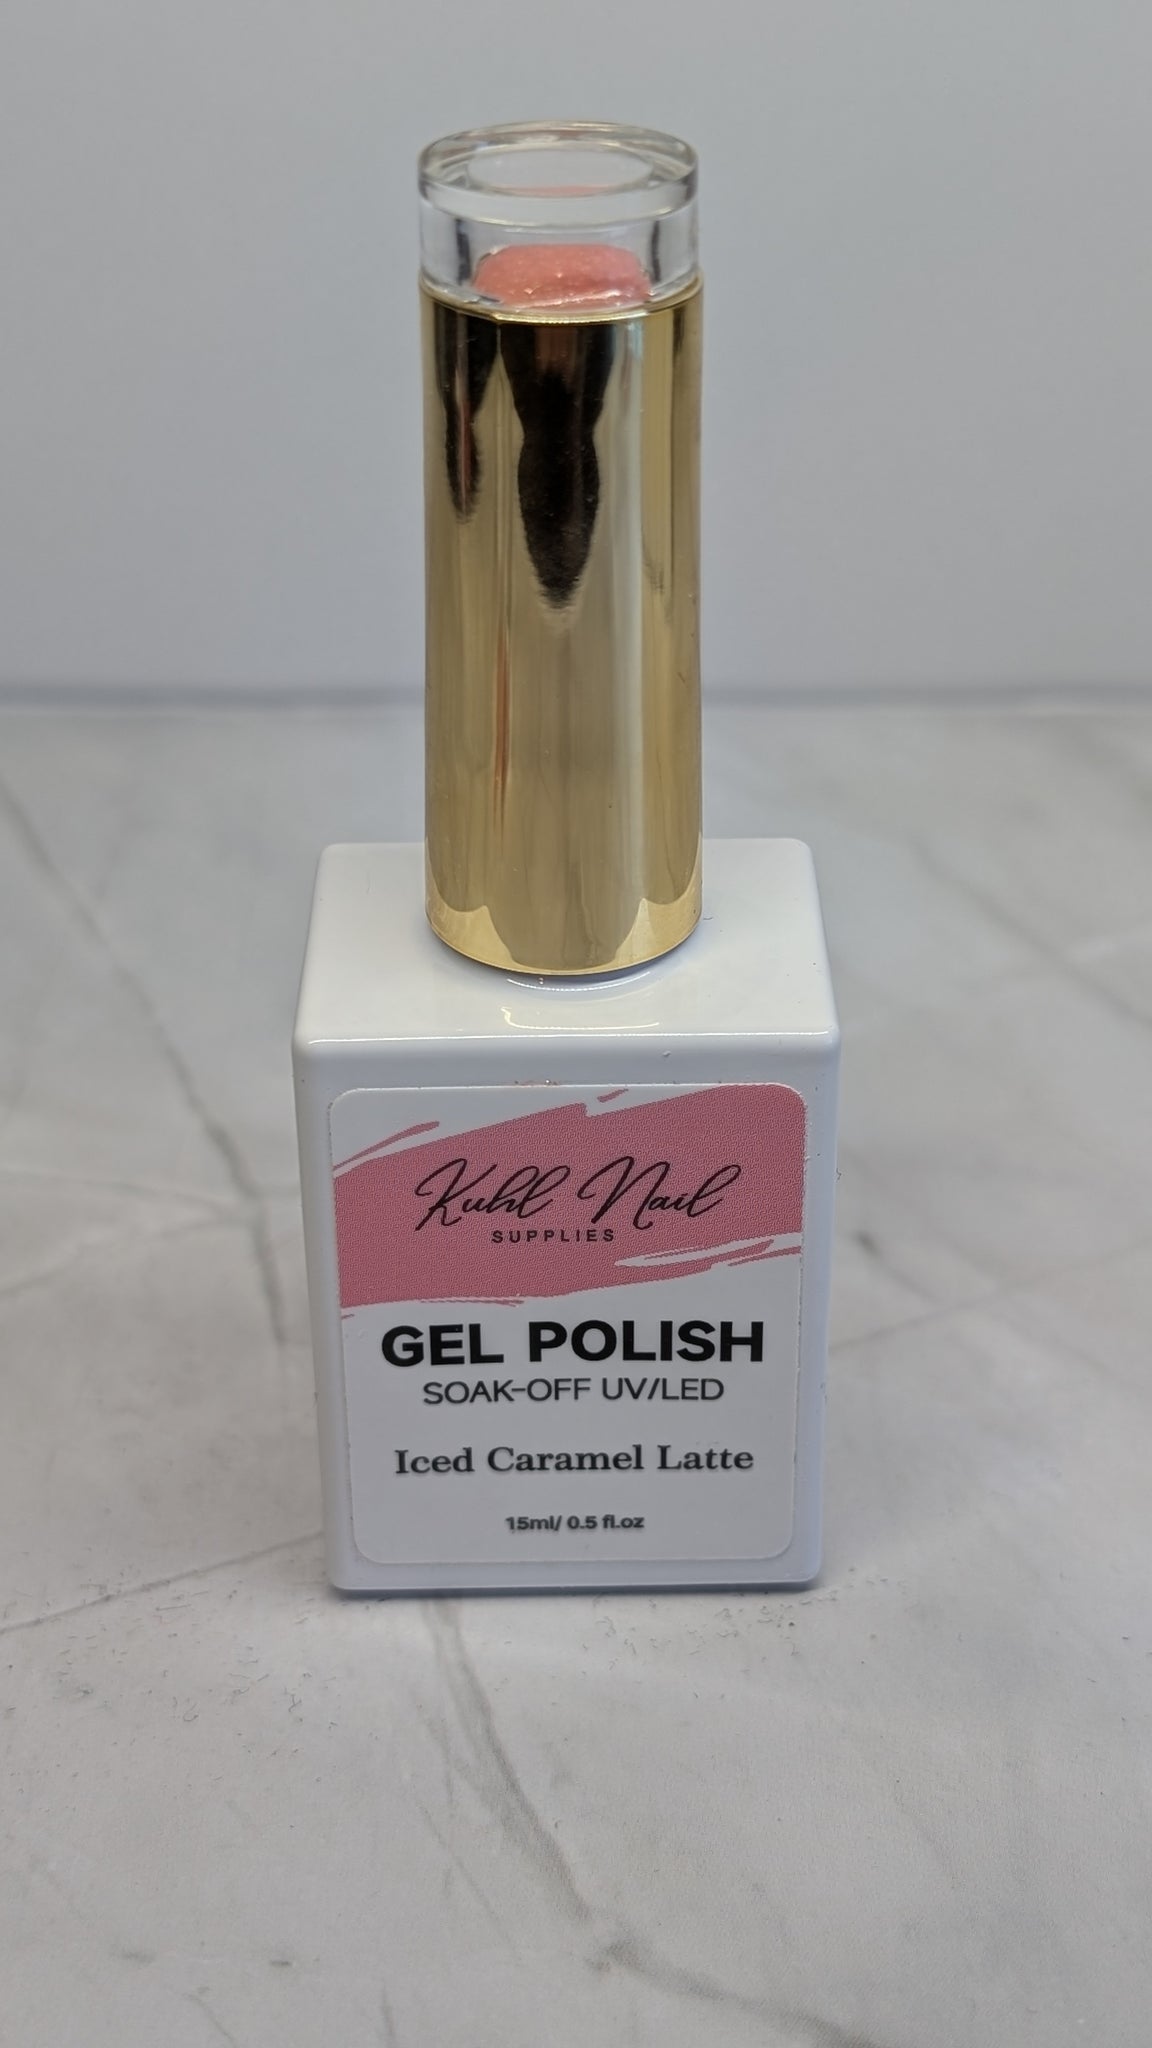 Kuhl Nail
SUPPLIES
GEL POLISH
SOAK-OFF UV/LED
Iced Caramel Latte
15ml/ 0.5 fl.oz